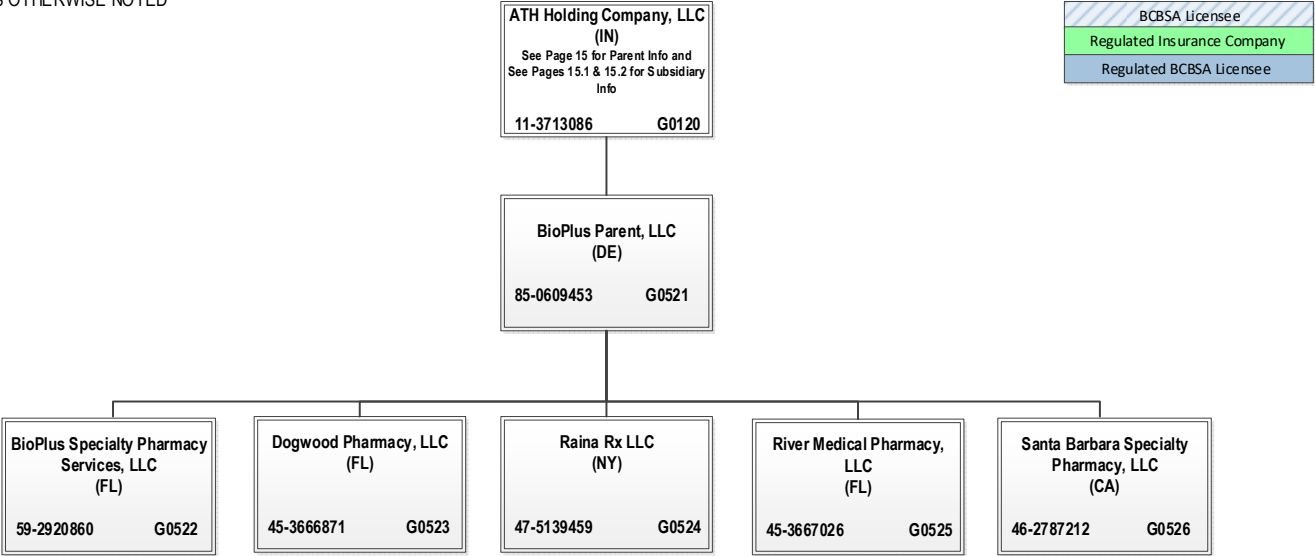 OTHERWISE NOTED
ATH Holding Company, LLC
(IN)
See Page 15 for Parent Info and
See Pages 15.1 & 15.2 for Subsidiary
Info
11-3713086 G0120
BCBSA Licensee
Regulated Insurance Company
Regulated BCBSA Licensee
BioPlus Parent, LLC
(DE)
85-0609453 G0521
BioPlus Specialty Pharmacy
Services, LLC
(FL)
59-2920860 G0522
Dogwood Pharmacy, LLC
(FL)
45-3666871 G0523
Raina Rx LLC
(NY)
47-5139459 G0524
River Medical Pharmacy,
LLC
(FL)
45-3667026 G0525
Santa Barbara Specialty
Pharmacy, LLC
(CA)
46-2787212 G0526